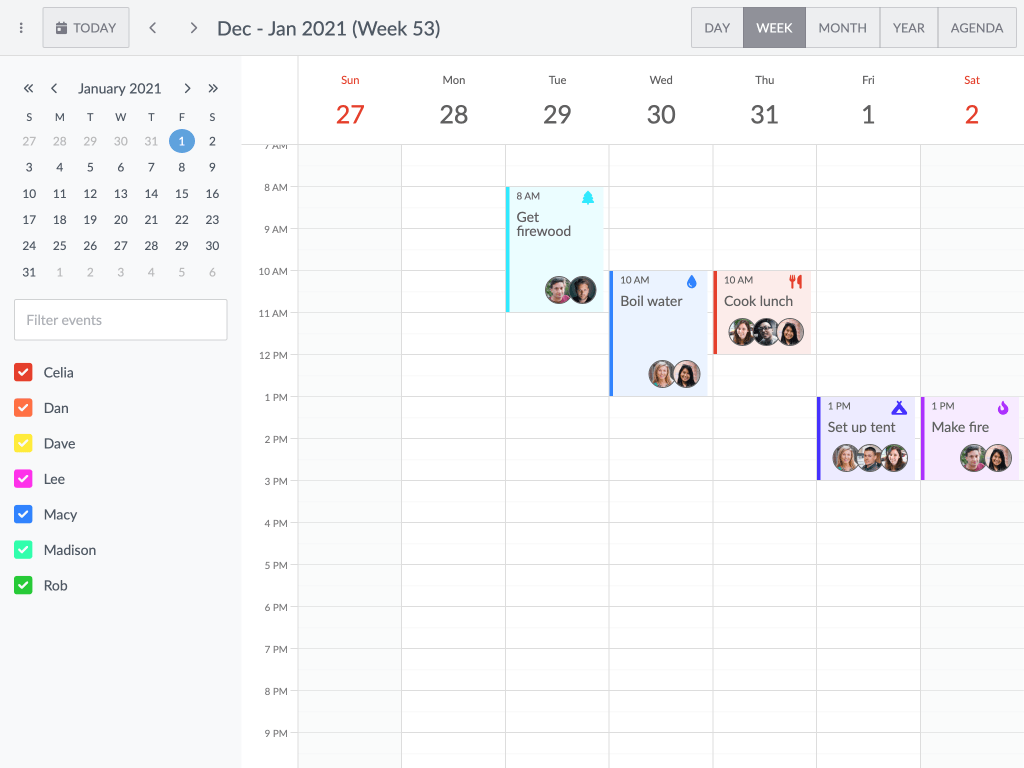 TODAY
Dec - Jan 2021 (Week 53)
DAY WEEK MONTH YEAR AGENDA
January 2021
S M T W T F S
27 28 29 30 31 1 2
3 4 5 6 7 8 9
10 11 12 13 14 15 16
17 18 19 20 21 22 23
24 25 26 27 28 29 30
31 1 2 3 4 5 6
Filter events
Celia
Dan
Dave
Lee
Macy
Madison
Rob
Sun Mon Tue Wed Thu Fri Sat
27 28 29 30 31 1 2
7 AM
8 AM
9 AM
10 AM
11 AM
12 PM
1 PM
2 PM
3 PM
4 PM
5 PM
6 PM
7 PM
8 PM
9 PM
8 AM
Get
firewood
10 AM
Boil water
10 AM
Cook lunch
1 PM
Set up tent
1 PM
Make fire